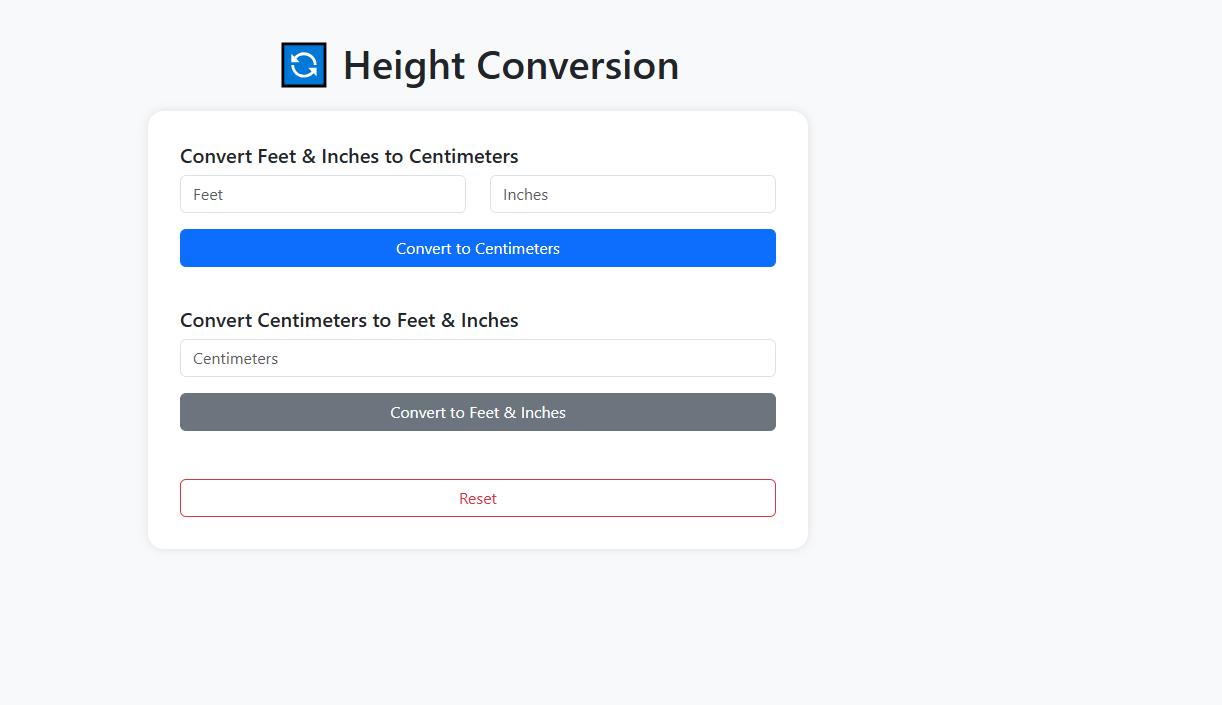 Height Conversion
Convert Feet & Inches to Centimeters
Feet Inches
Convert to Centimeters
Convert Centimeters to Feet & Inches
Centimeters
Convert to Feet & Inches
Reset